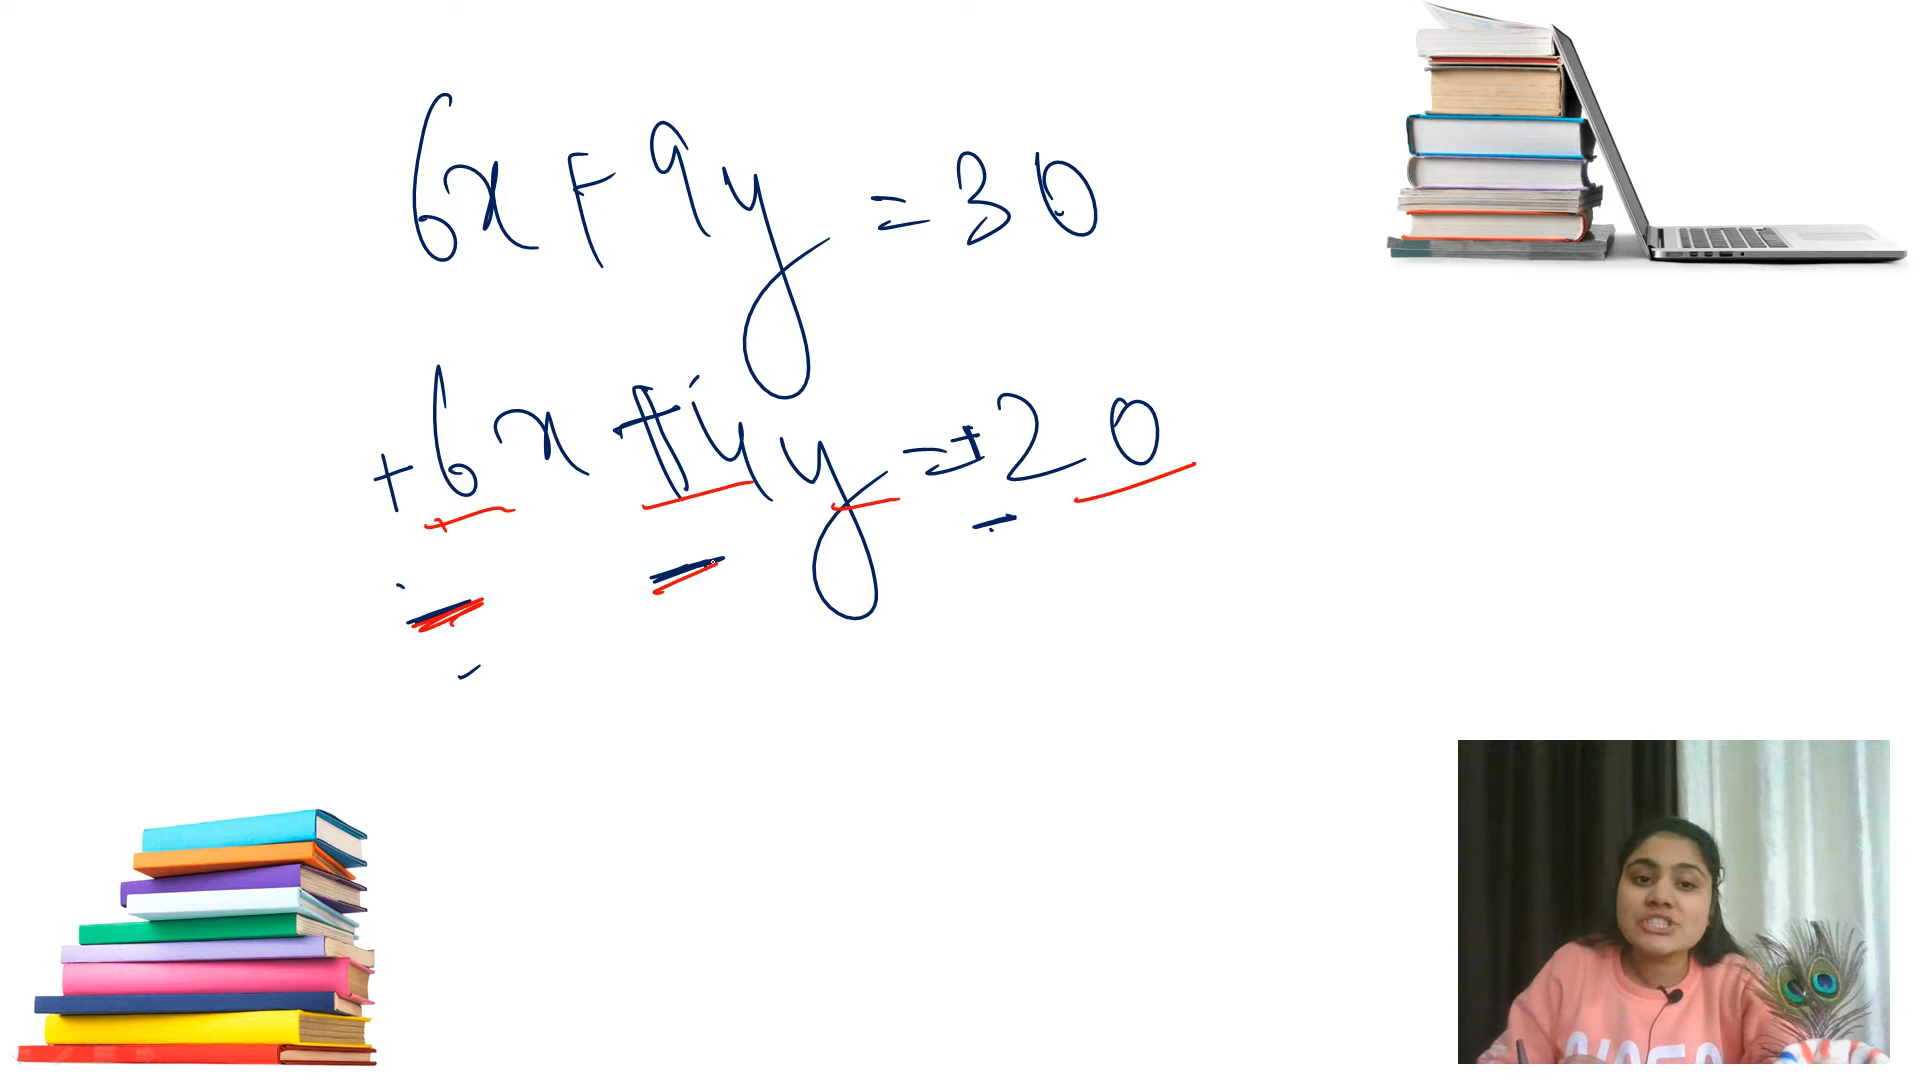 6x + 9y = 30
+ 6x + 4y = + 20
- - -